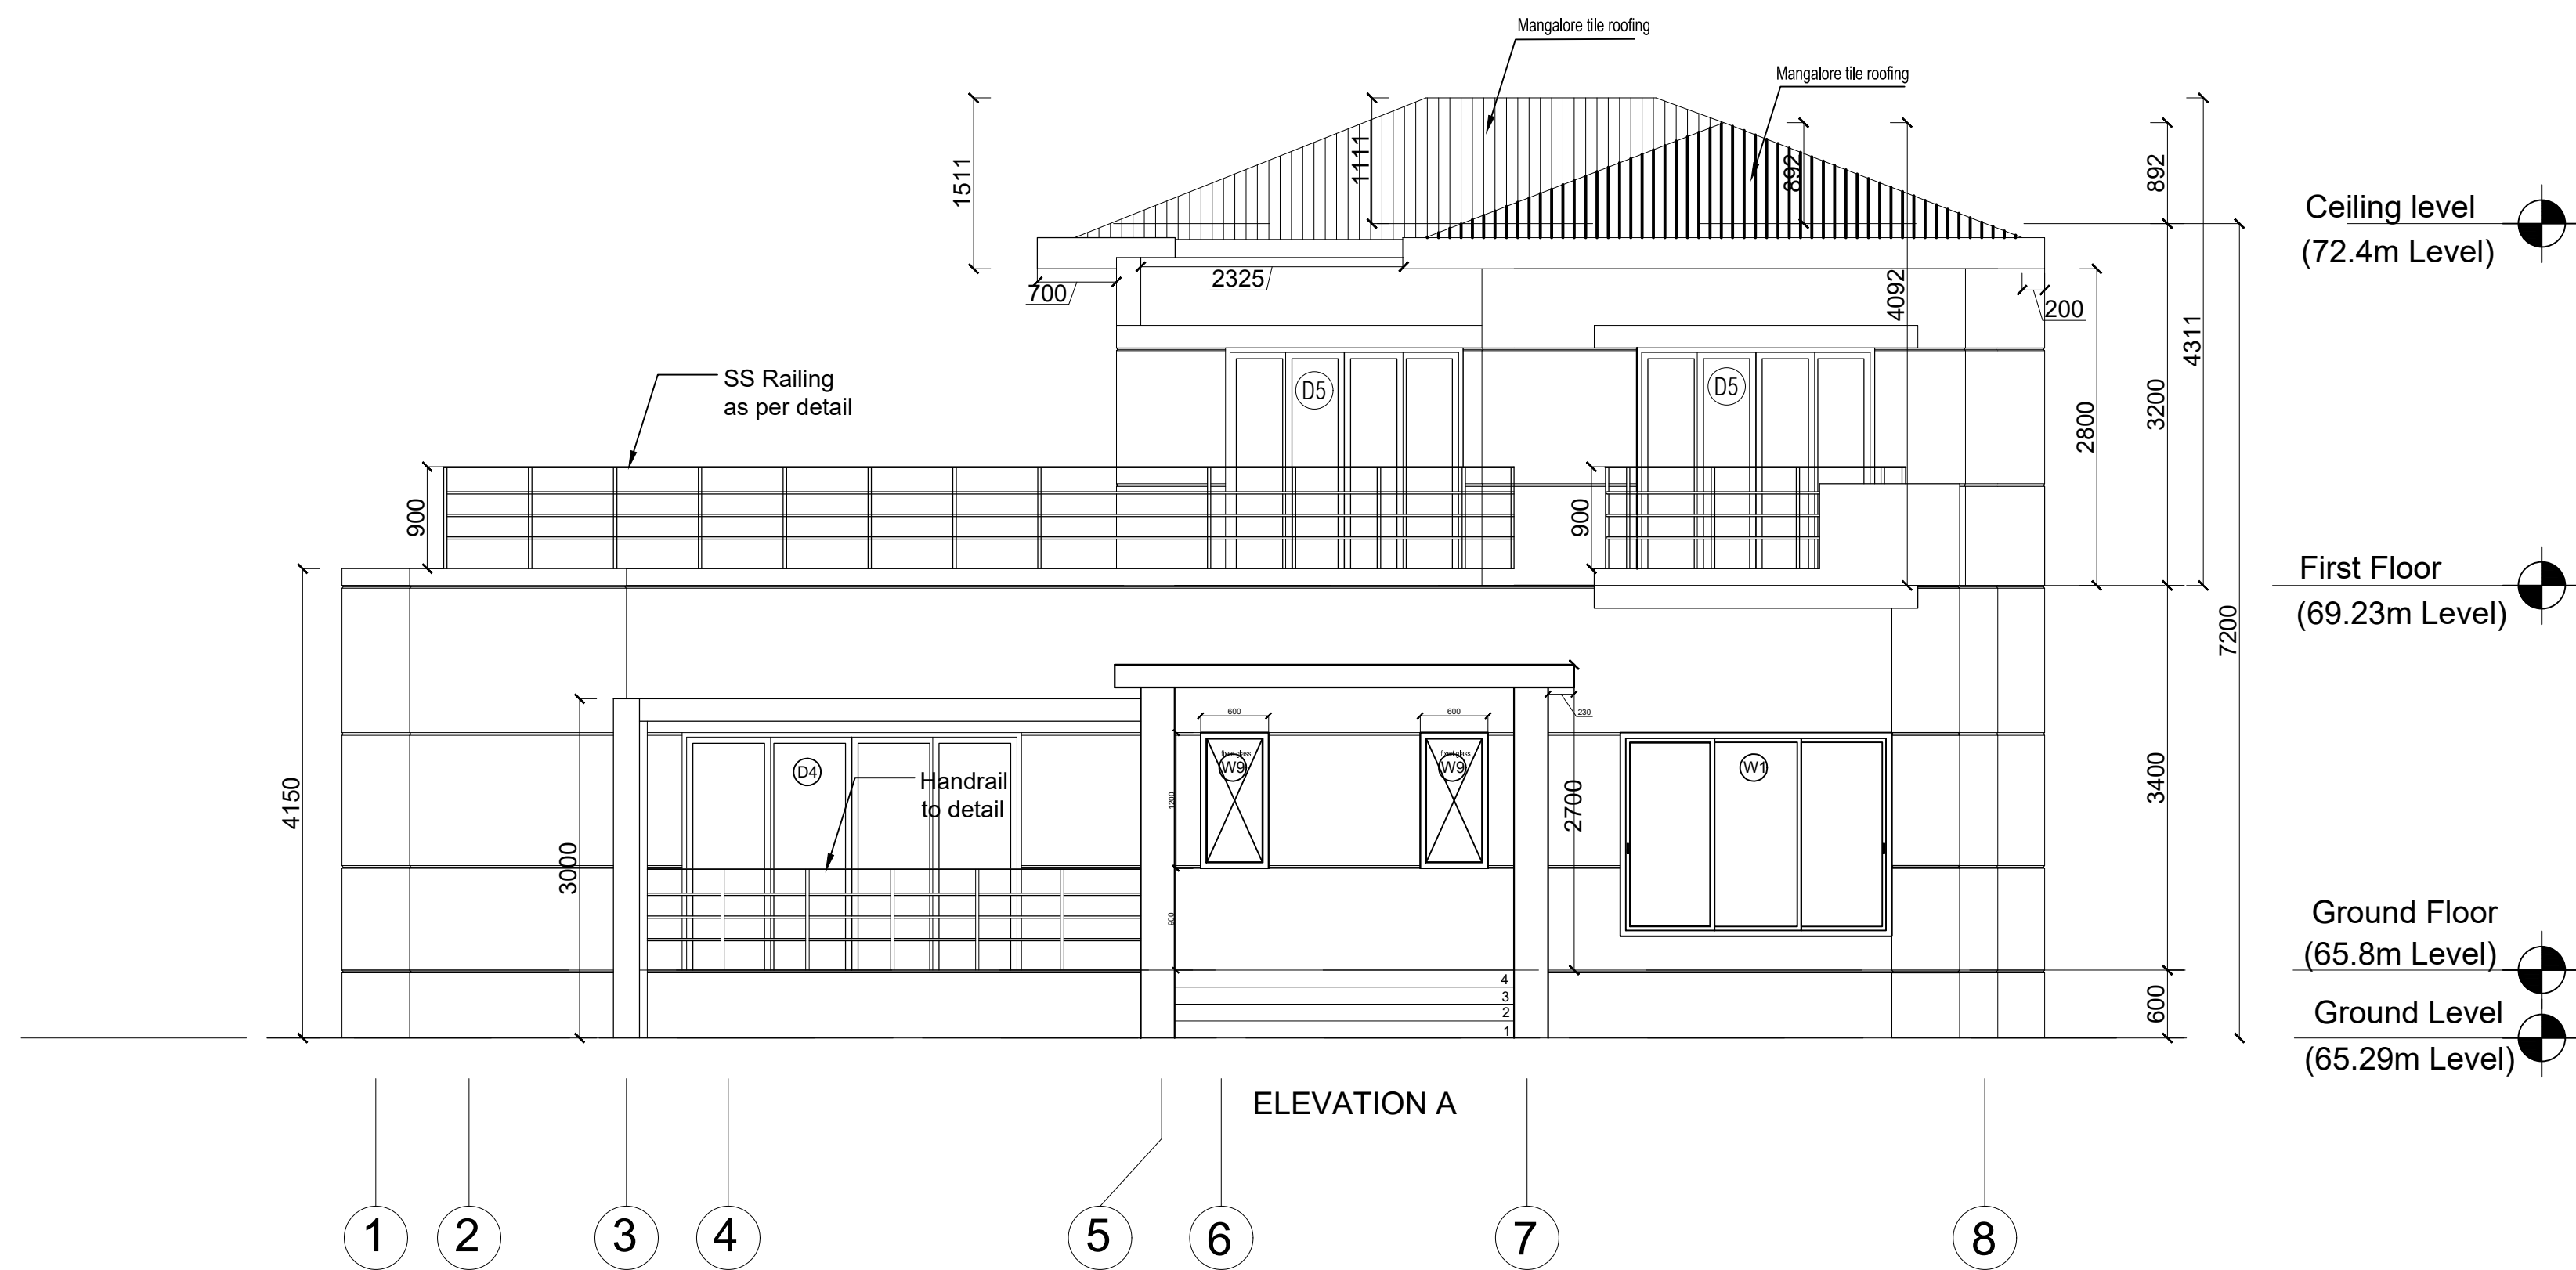 Mangalore tile roofing
Mangalore tile roofing
1511
1111
892
892
4311
Ceiling level
(72.4m Level)
700
2325
4092
200
2800
3200
SS Railing
as per detail
D5
D5
900
900
First Floor
(69.23m Level)
7200
600
600
230
fixed glass
fixed glass
D4
W9
W9
W1
Handrail
to detail
4150
3000
1200
2700
3400
900
Ground Floor
(65.8m Level)
4
3
2
1
600
Ground Level
(65.29m Level)
ELEVATION A
1
2
3
4
5
6
7
8